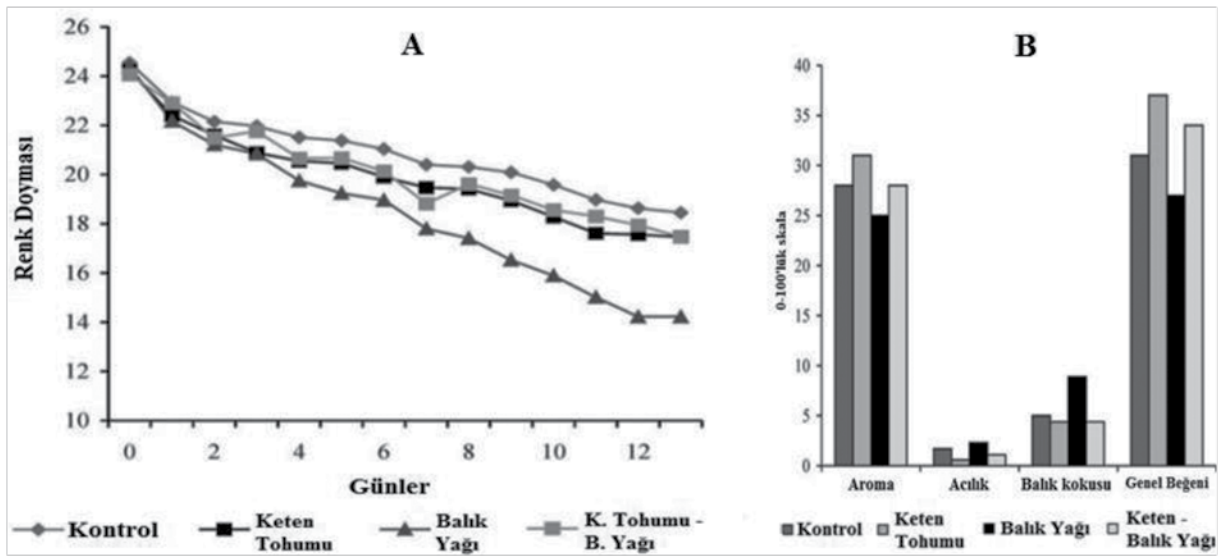 A
Renk Doyması
26
24
22
20
18
16
14
12
10
0 2 4 6 8 10 12
Günler
Kontrol
Keten
Tohumu
Balık
Yağı
K. Tohumu -
B. Yağı
B
0-100'lük skala
40
35
30
25
20
15
10
5
0
Aroma Acılık Balık kokusu Genel Beğeni
Kontrol
Keten
Tohumu
Balık Yağı
Keten -
Balık Yağı